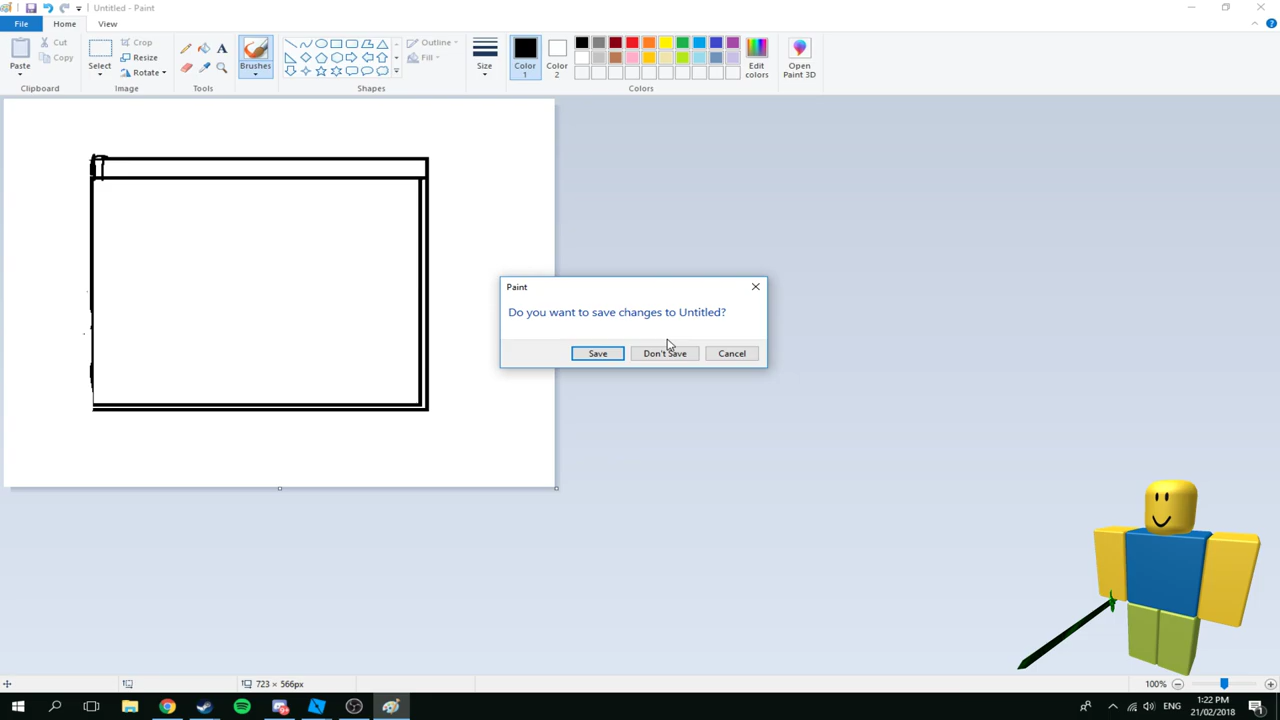 Untitled - Paint
File
Home
View
Paste
Cut
Copy
Clipboard
Select
Crop
Resize
Rotate
Image
Tools
A
Brushes
Outline
Fill
Shapes
Size
Color 1
Color 2
Edit colors
Colors
Open Paint 3D
Paint
Do you want to save changes to Untitled?
Save
Don't Save
Cancel
723 × 566px
100%
ENG
1:22 PM
21/02/2018